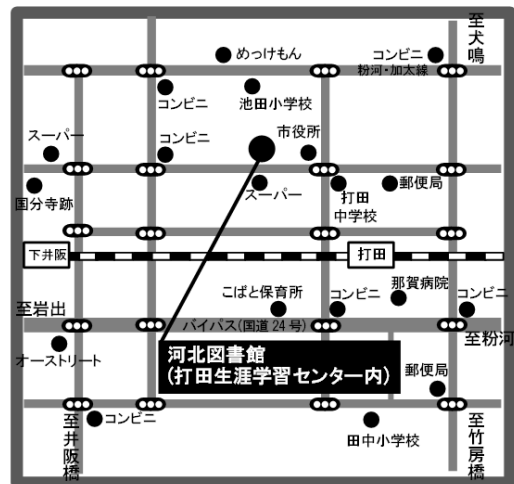 めっけもん
コンビニ
粉河・加太線
至犬鳴
コンビニ
池田小学校
スーパー
コンビニ
市役所
国分寺跡
スーパー
打田
中学校
郵便局
下井阪
打田
こばと保育所
コンビニ
那賀病院
コンビニ
至岩出
バイパス(国道24号)
至粉河
オーストリート
河北図書館
(打田生涯学習センター内)
郵便局
至井阪橋
コンビニ
田中小学校
至竹房橋